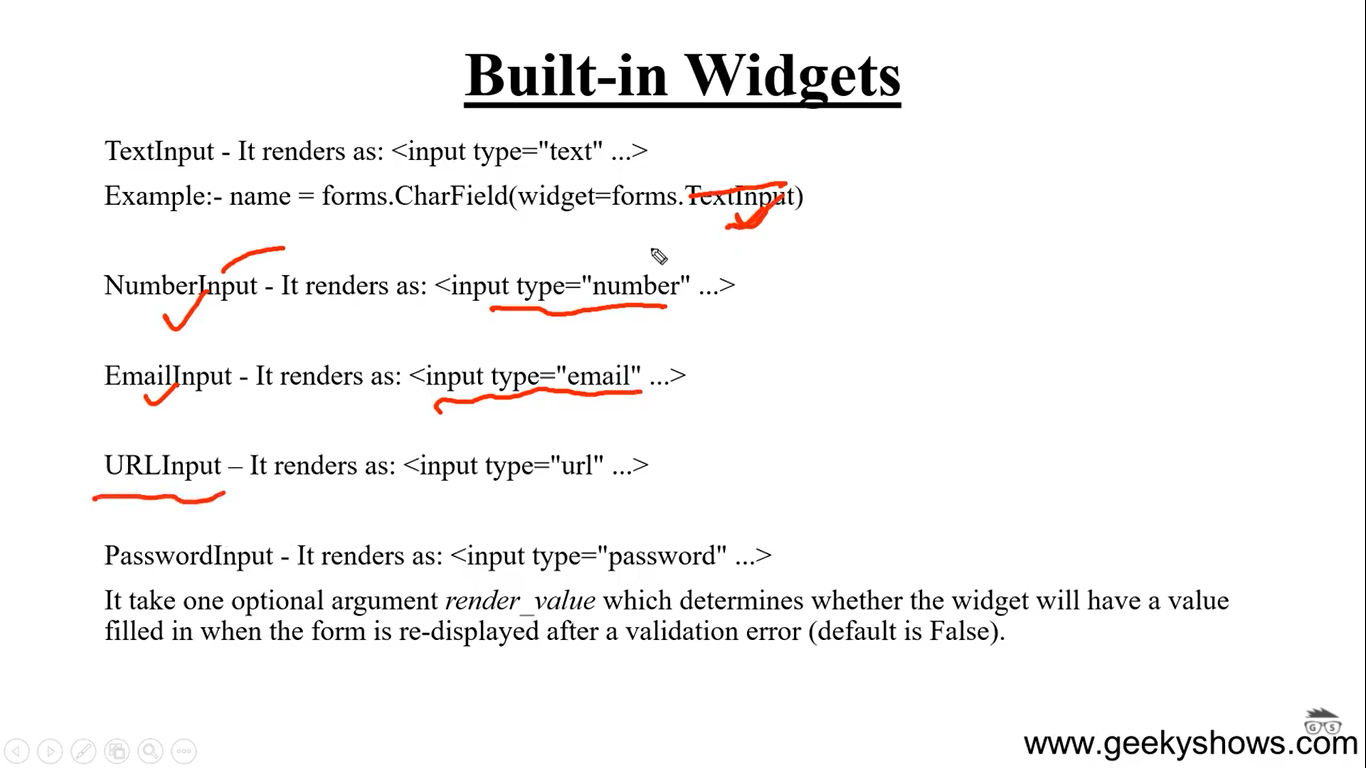 Built-in Widgets
TextInput - It renders as: <input type="text" ...>
Example:- name = forms.CharField(widget=forms.TextInput)
NumberInput - It renders as: <input type="number" ...>
EmailInput - It renders as: <input type="email" ...>
URLInput – It renders as: <input type="url" ...>
PasswordInput - It renders as: <input type="password" ...>
It take one optional argument render_value which determines whether the widget will have a value
filled in when the form is re-displayed after a validation error (default is False).
G S
www.geekyshows.com